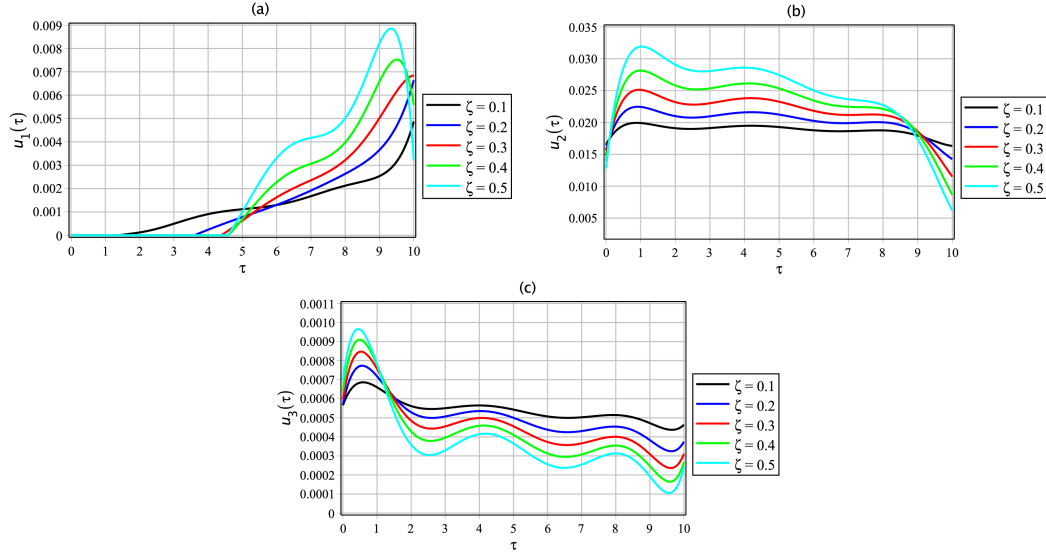 (a)
u₁(τ)
0.009
0.008
0.007
0.006
0.005
0.004
0.003
0.002
0.001
0
0 1 2 3 4 5 6 7 8 9 10
τ
ζ = 0.1
ζ = 0.2
ζ = 0.3
ζ = 0.4
ζ = 0.5
(b)
u₂(τ)
0.035
0.030
0.025
0.020
0.015
0.010
0.005
0 1 2 3 4 5 6 7 8 9 10
τ
ζ = 0.1
ζ = 0.2
ζ = 0.3
ζ = 0.4
ζ = 0.5
(c)
u₃(τ)
0.0011
0.0010
0.0009
0.0008
0.0007
0.0006
0.0005
0.0004
0.0003
0.0002
0.0001
0
0 1 2 3 4 5 6 7 8 9 10
τ
ζ = 0.1
ζ = 0.2
ζ = 0.3
ζ = 0.4
ζ = 0.5